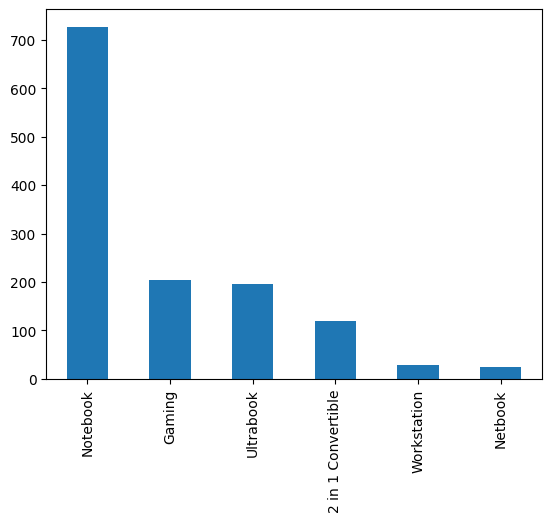 700
600
500
400
300
200
100
0
Notebook
Gaming
Ultrabook
2 in 1 Convertible
Workstation
Netbook